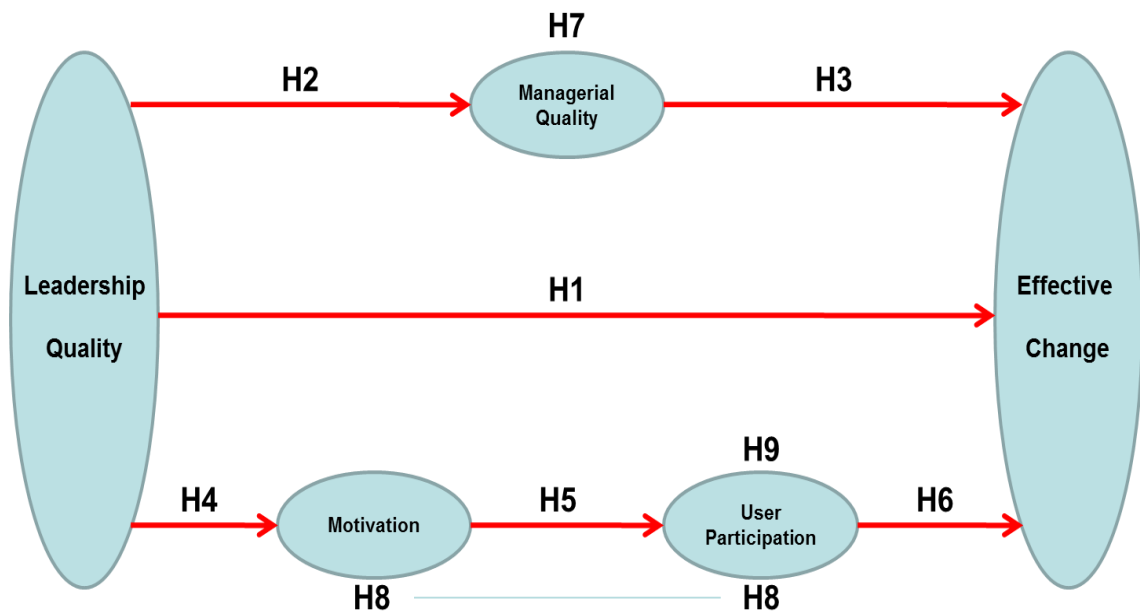 H7
H2
Managerial
Quality
H3
Leadership
Quality
H1
Effective
Change
H9
H4
Motivation
H5
User
Participation
H6
H8
H8